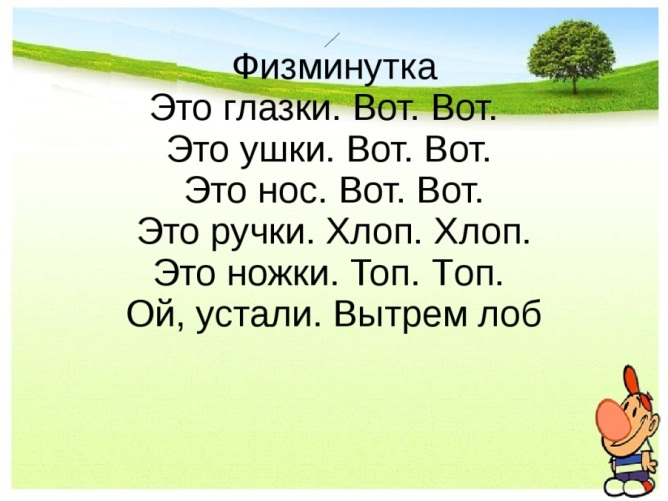 Физминутка
Это глазки. Вот. Вот.
Это ушки. Вот. Вот.
Это нос. Вот. Вот.
Это ручки. Хлоп. Хлоп.
Это ножки. Топ. Топ.
Ой, устали. Вытрем лоб